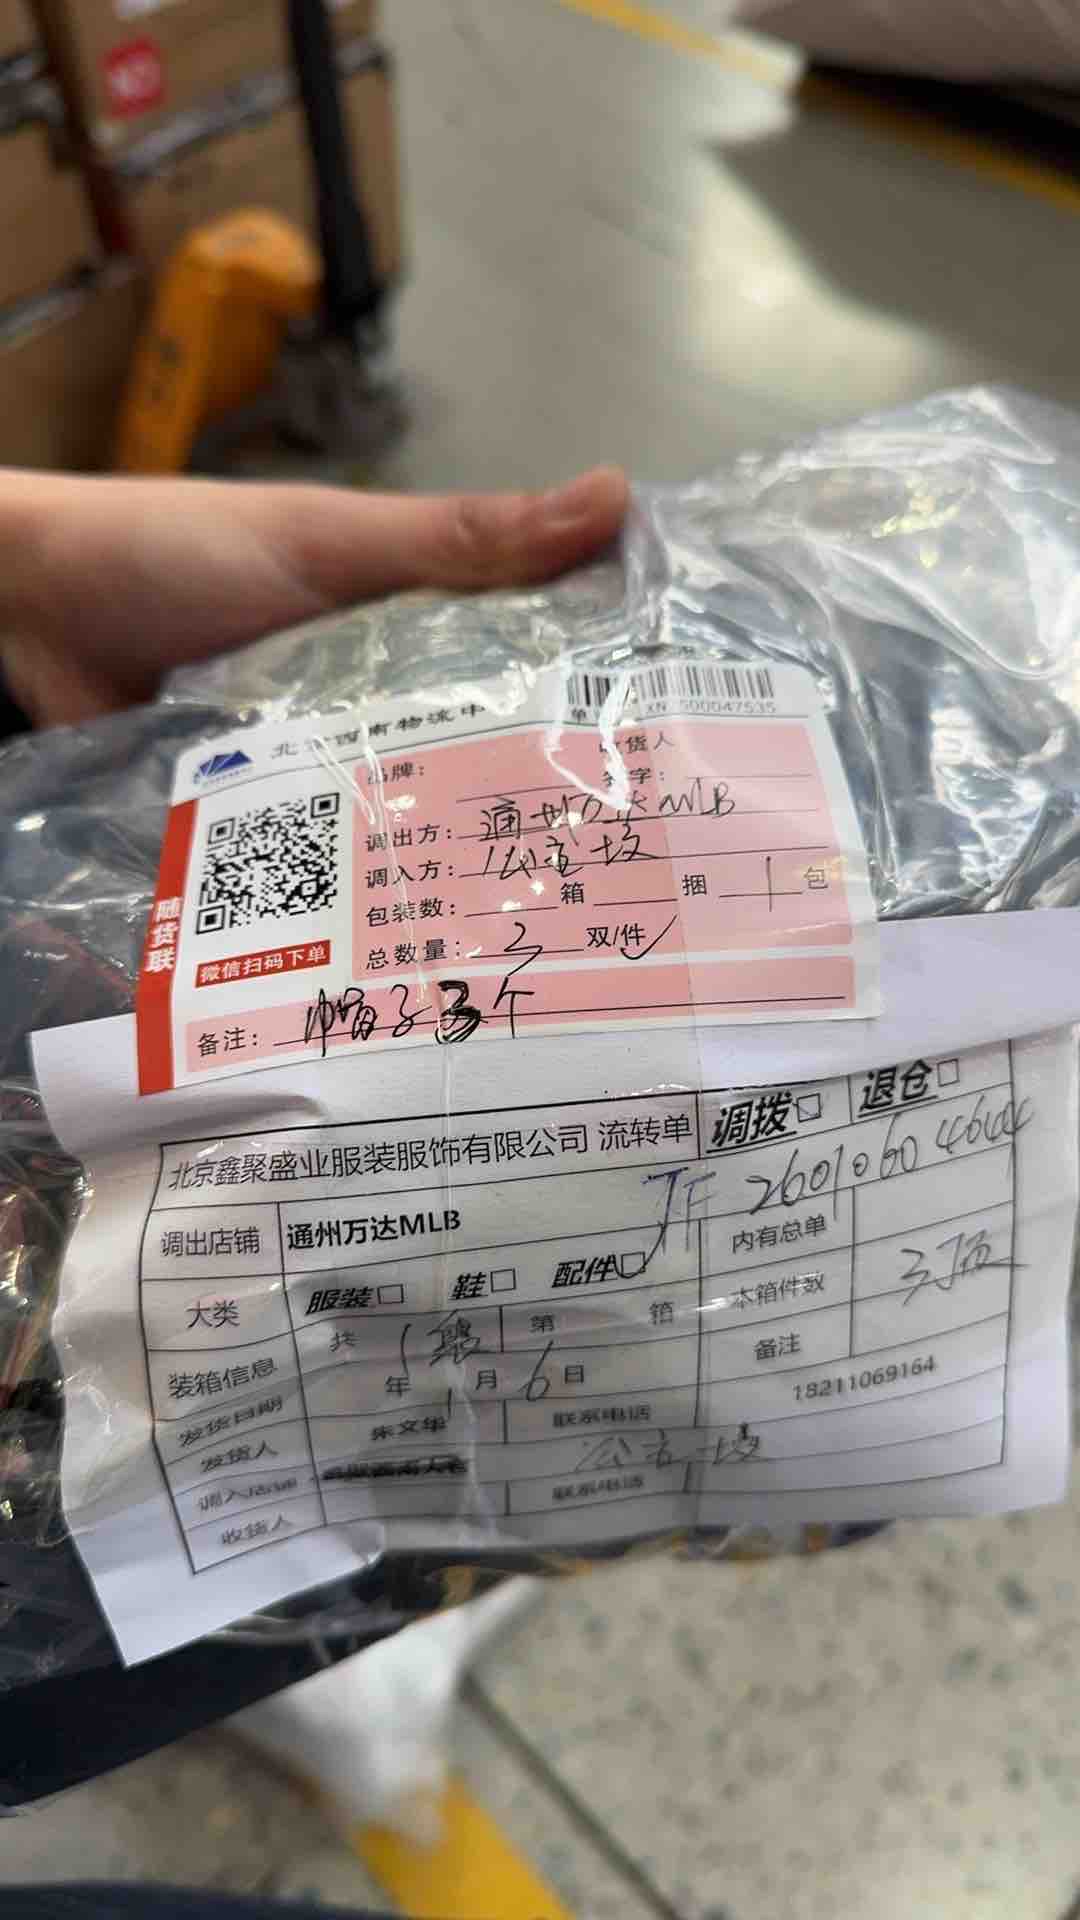 北京西南物流中
单 XN 500047535
品牌：
收货人
签字：
调出方：通州万达MLB
调入方：公主坟
包装数： 箱 捆 1 包
总数量：3 双/件
随货联
微信扫码下单
备注：帽子3个
北京鑫聚盛业服装服饰有限公司 流转单 调拨□ 退仓□
调出店铺 通州万达MLB
内有总单
大类 服装□ 鞋□ 配件□
本箱件数 3顶
装箱信息 共 1袋 第 箱
备注
发货日期 年 1 月 6 日
发货人 朱文华 联系电话 18211069164
调入店铺 公主坟
收货人 联系电话